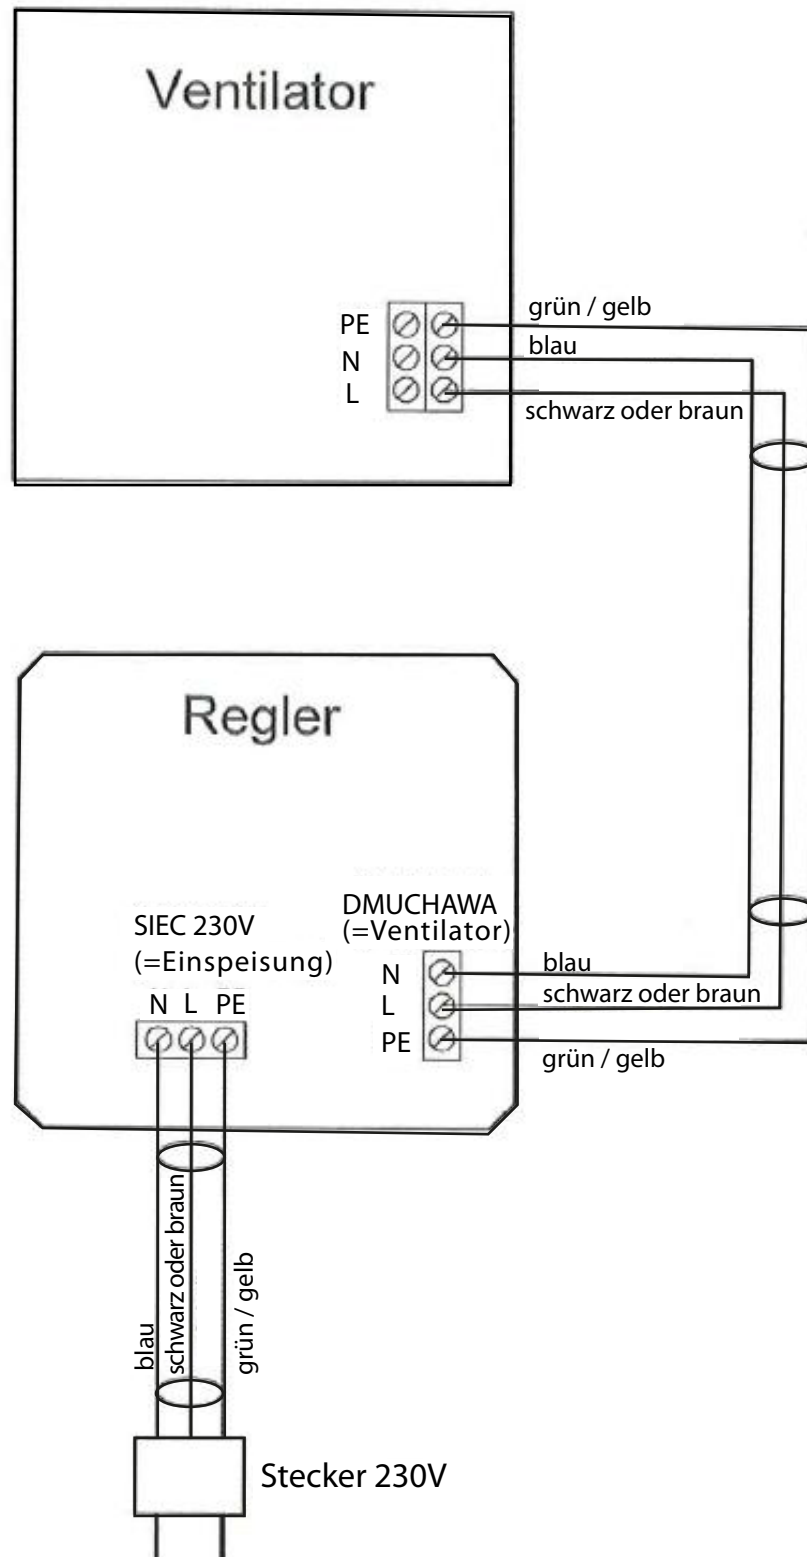 Ventilator
PE
grün / gelb
N
blau
L
schwarz oder braun
Regler
SIEC 230V
(=Einspeisung)
N L PE
DMUCHAWA
(=Ventilator)
N
blau
L
schwarz oder braun
PE
grün / gelb
blau
schwarz oder braun
grün / gelb
Stecker 230V